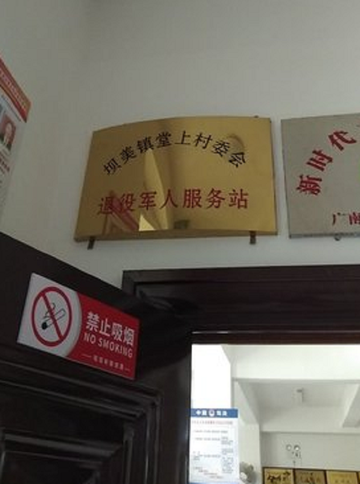 坝美镇堂上村委会
退役军人服务站
新时代
广南
禁止吸烟
NO SMOKING